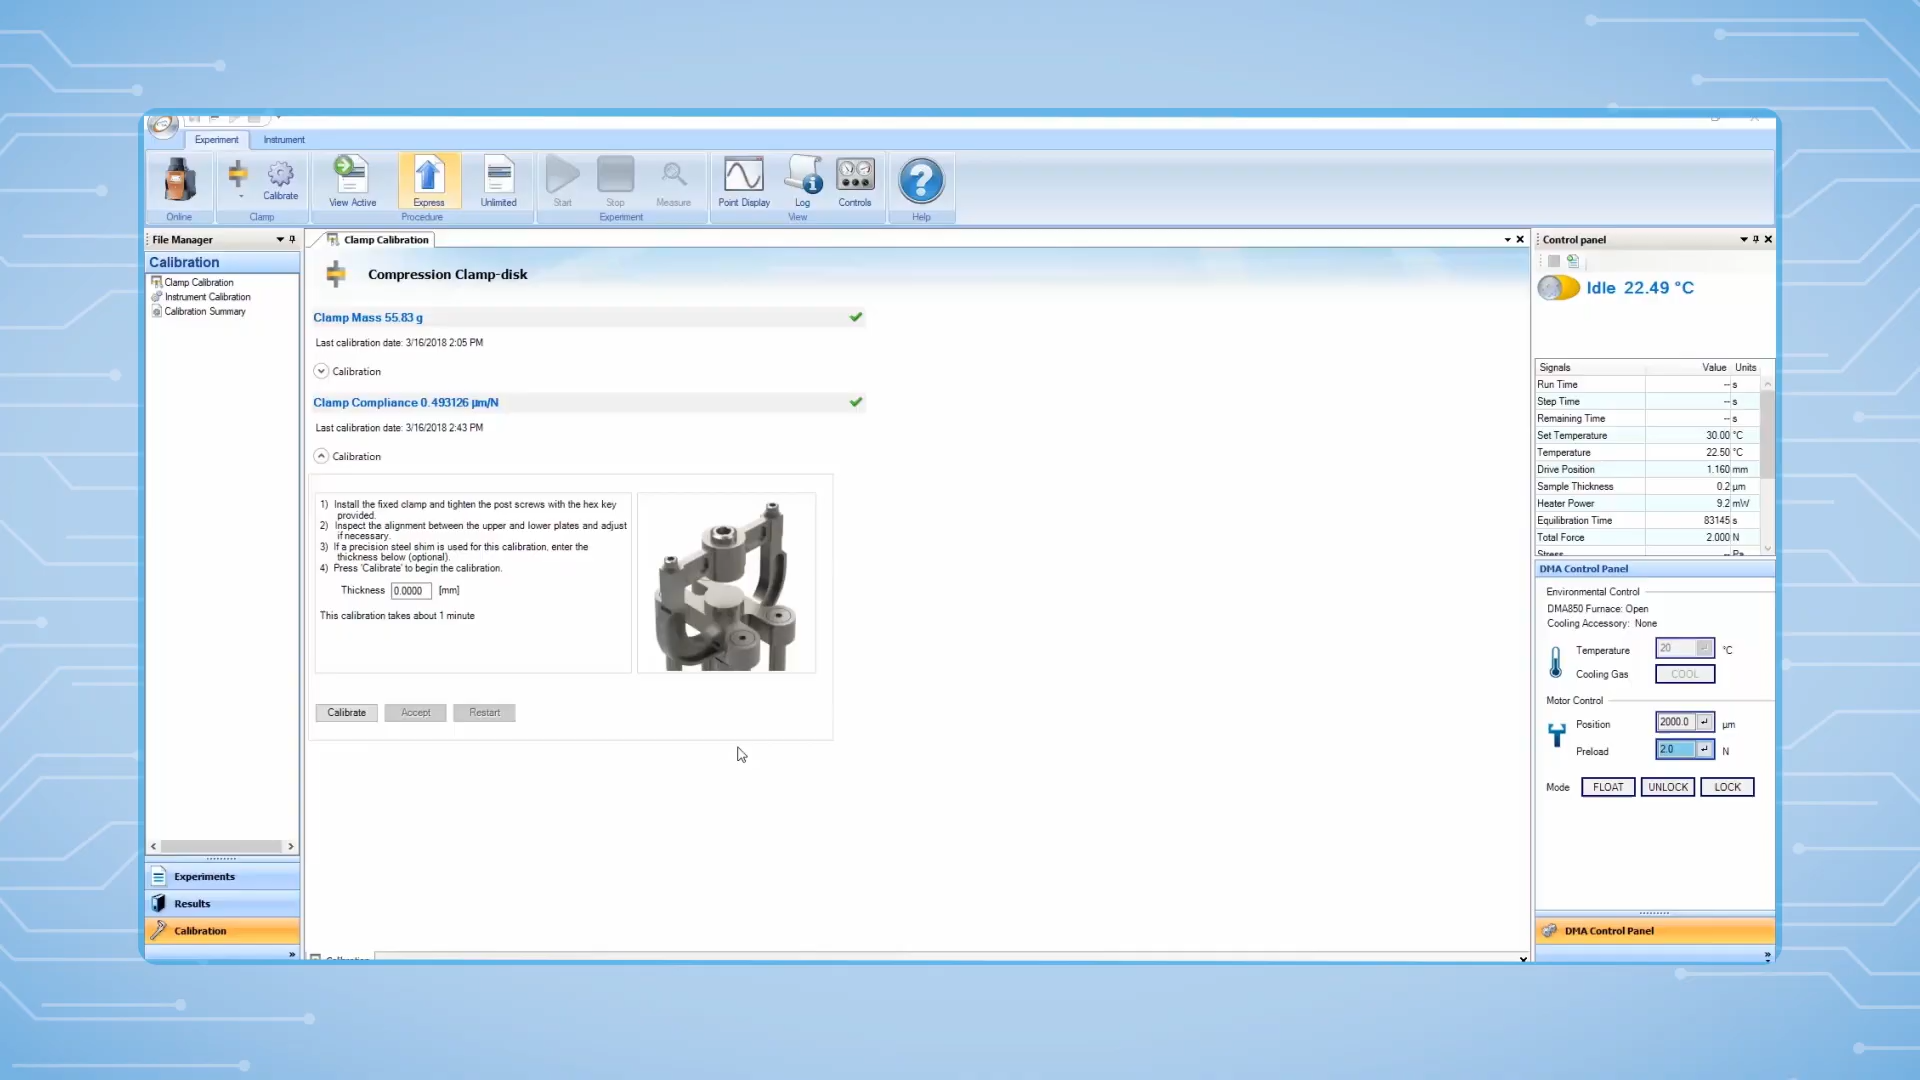 Experiment
Instrument
Online
Calibrate
Clamp
View Active
Express
Unlimited
Procedure
Start
Stop
Measure
Experiment
Point Display
Log
Controls
View
Help
File Manager
Calibration
Clamp Calibration
Instrument Calibration
Calibration Summary
Experiments
Results
Calibration
Clamp Calibration
Compression Clamp-disk
Clamp Mass 55.83 g
Last calibration date: 3/16/2018 2:05 PM
Calibration
Clamp Compliance 0.493126 µm/N
Last calibration date: 3/16/2018 2:43 PM
Calibration
1) Install the fixed clamp and tighten the post screws with the hex key
provided.
2) Inspect the alignment between the upper and lower plates and adjust
if necessary.
3) If a precision steel shim is used for this calibration, enter the
thickness below (optional).
4) Press 'Calibrate' to begin the calibration.
Thickness 0.0000 [mm]
This calibration takes about 1 minute
Calibrate Accept Restart
Control panel
Idle 22.49 °C
Signals Value Units
Run Time -- s
Step Time -- s
Remaining Time -- s
Set Temperature 30.00 °C
Temperature 22.50 °C
Drive Position 1.160 mm
Sample Thickness 0.2 µm
Heater Power 9.2 mW
Equilibration Time 83145 s
Total Force 2.000 N
Stress -- Pa
DMA Control Panel
Environmental Control
DMA850 Furnace: Open
Cooling Accessory: None
Temperature 20 °C
Cooling Gas COOL
Motor Control
Position 2000.0 µm
Preload 2.0 N
Mode FLOAT UNLOCK LOCK
DMA Control Panel